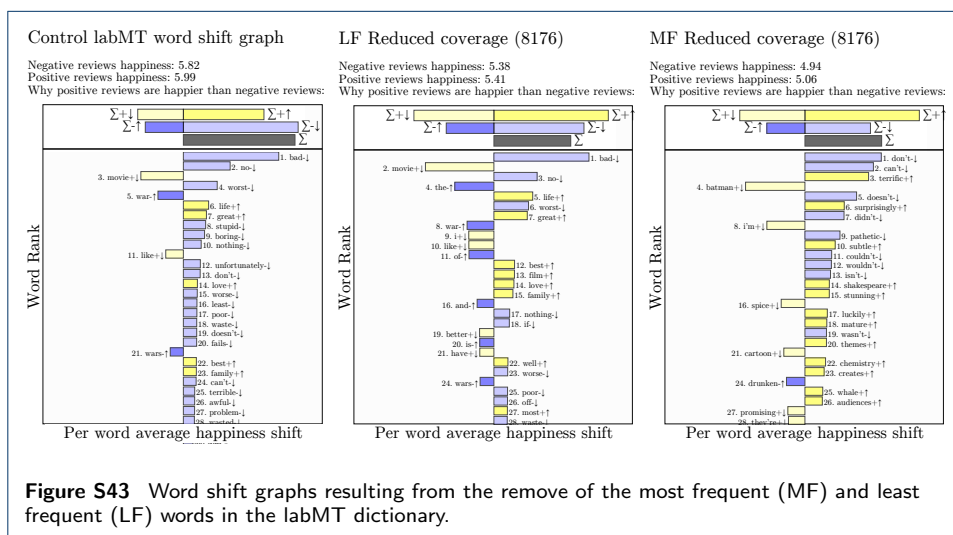 Control labMT word shift graph
Negative reviews happiness: 5.82
Positive reviews happiness: 5.99
Why positive reviews are happier than negative reviews:
Σ+↓ Σ+↑
Σ-↑ Σ-↓
Σ
1. bad-↓
2. no-↓
3. movie+↓
4. worst-↓
5. war-↑
6. life+↑
7. great+↑
8. stupid-↓
9. boring-↓
10. nothing-↓
11. like+↓
12. unfortunately-↓
13. don't-↓
14. love+↑
15. worse-↓
16. least-↓
17. poor-↓
18. waste-↓
19. doesn't-↓
20. fails-↓
21. wars-↑
22. best+↑
23. family+↑
24. can't-↓
25. terrible-↓
26. awful-↓
27. problem-↓
28. wasted-↓
Word Rank
Per word average happiness shift
LF Reduced coverage (8176)
Negative reviews happiness: 5.38
Positive reviews happiness: 5.41
Why positive reviews are happier than negative reviews:
Σ+↓ Σ+↑
Σ-↑ Σ-↓
Σ
1. bad-↓
2. movie+↓
3. no-↓
4. the-↑
5. life+↑
6. worst-↓
7. great+↑
8. war-↑
9. i+↓
10. like+↓
11. of-↑
12. best+↑
13. film+↑
14. love+↑
15. family+↑
16. and-↑
17. nothing-↓
18. if-↓
19. better+↓
20. is-↑
21. have+↓
22. well+↑
23. worse-↓
24. wars-↑
25. poor-↓
26. off-↓
27. most+↑
28. waste-↓
Word Rank
Per word average happiness shift
MF Reduced coverage (8176)
Negative reviews happiness: 4.94
Positive reviews happiness: 5.06
Why positive reviews are happier than negative reviews:
Σ+↓ Σ+↑
Σ-↑ Σ-↓
Σ
1. don't-↓
2. can't-↓
3. terrific+↑
4. batman+↓
5. doesn't-↓
6. surprisingly+↑
7. didn't-↓
8. i'm+↓
9. pathetic-↓
10. subtle+↑
11. couldn't-↓
12. wouldn't-↓
13. isn't-↓
14. shakespeare+↑
15. stunning+↑
16. spice+↓
17. luckily+↑
18. mature+↑
19. wasn't-↓
20. themes+↑
21. cartoon+↓
22. chemistry+↑
23. creates+↑
24. drunken-↑
25. whale+↑
26. audiences+↑
27. promising+↓
28. they're+↓
Word Rank
Per word average happiness shift
Figure S43 Word shift graphs resulting from the remove of the most frequent (MF) and least
frequent (LF) words in the labMT dictionary.